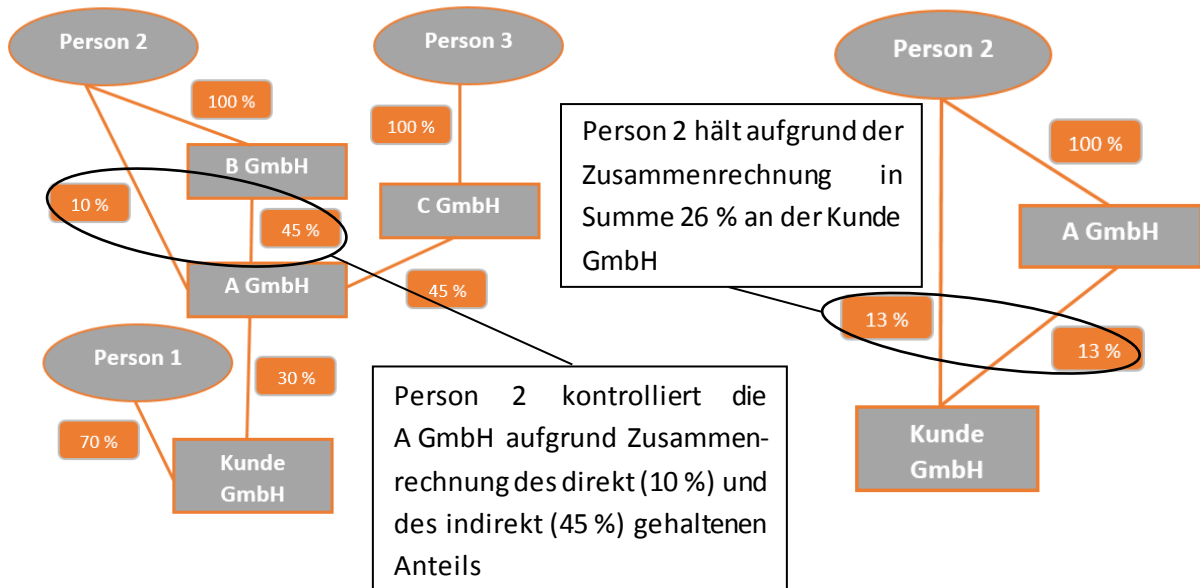 Person 2
Person 3
100 %
100 %
B GmbH
10 %
C GmbH
45 %
A GmbH
45 %
Person 1
30 %
70 %
Kunde
GmbH
Person 2 kontrolliert die
A GmbH aufgrund Zusammen-
rechnung des direkt (10 %) und
des indirekt (45 %) gehaltenen
Anteils
Person 2
100 %
Person 2 hält aufgrund der
Zusammenrechnung in
Summe 26 % an der Kunde
GmbH
A GmbH
13 %
13 %
Kunde
GmbH